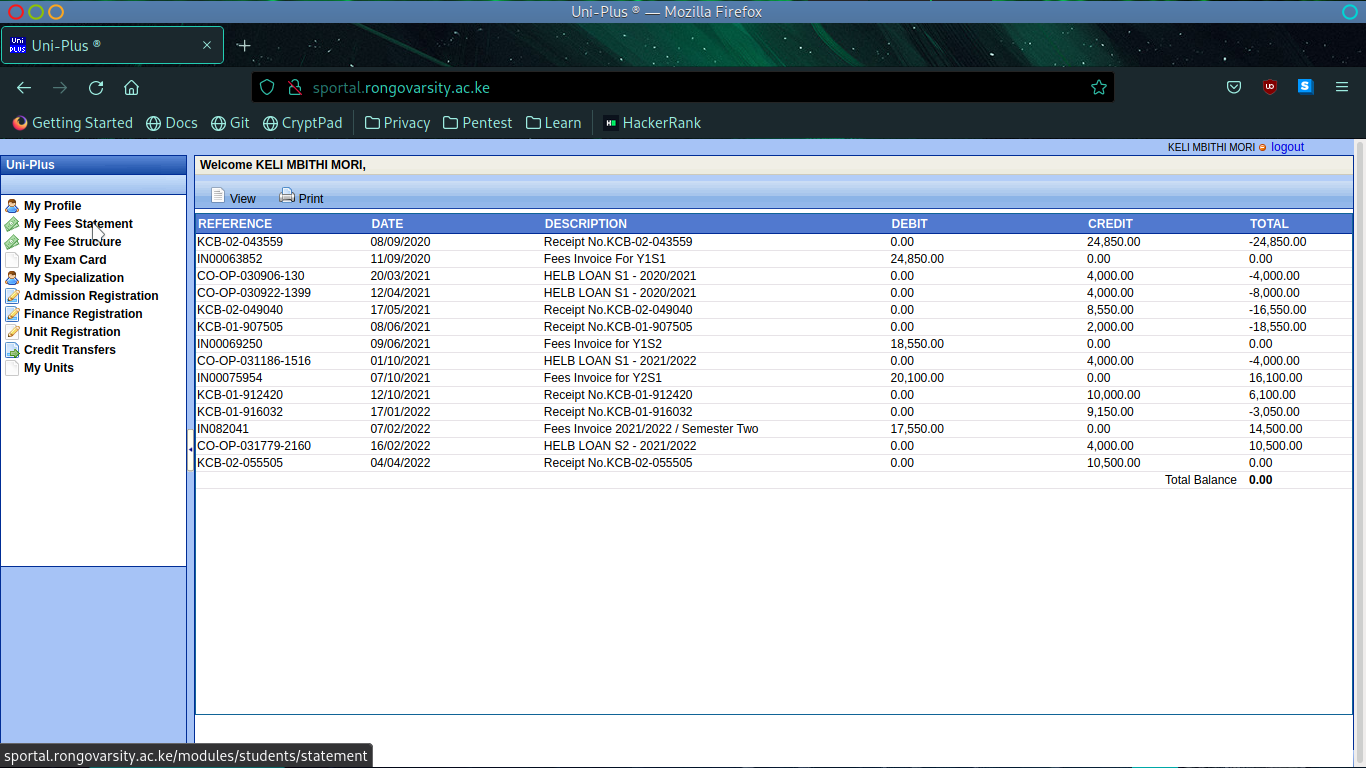 Uni-Plus ® — Mozilla Firefox
Uni PLUS Uni-Plus ®
sportal.rongovarsity.ac.ke
Getting Started Docs Git CryptPad Privacy Pentest Learn HackerRank
KELI MBITHI MORI logout
Uni-Plus
Welcome KELI MBITHI MORI,
View Print
My Profile
My Fees Statement
My Fee Structure
My Exam Card
My Specialization
Admission Registration
Finance Registration
Unit Registration
Credit Transfers
My Units
REFERENCE DATE DESCRIPTION DEBIT CREDIT TOTAL
KCB-02-043559 08/09/2020 Receipt No.KCB-02-043559 0.00 24,850.00 -24,850.00
IN00063852 11/09/2020 Fees Invoice For Y1S1 24,850.00 0.00 0.00
CO-OP-030906-130 20/03/2021 HELB LOAN S1 - 2020/2021 0.00 4,000.00 -4,000.00
CO-OP-030922-1399 12/04/2021 HELB LOAN S1 - 2020/2021 0.00 4,000.00 -8,000.00
KCB-02-049040 17/05/2021 Receipt No.KCB-02-049040 0.00 8,550.00 -16,550.00
KCB-01-907505 08/06/2021 Receipt No.KCB-01-907505 0.00 2,000.00 -18,550.00
IN00069250 09/06/2021 Fees Invoice for Y1S2 18,550.00 0.00 0.00
CO-OP-031186-1516 01/10/2021 HELB LOAN S1 - 2021/2022 0.00 4,000.00 -4,000.00
IN00075954 07/10/2021 Fees Invoice for Y2S1 20,100.00 0.00 16,100.00
KCB-01-912420 12/10/2021 Receipt No.KCB-01-912420 0.00 10,000.00 6,100.00
KCB-01-916032 17/01/2022 Receipt No.KCB-01-916032 0.00 9,150.00 -3,050.00
IN082041 07/02/2022 Fees Invoice 2021/2022 / Semester Two 17,550.00 0.00 14,500.00
CO-OP-031779-2160 16/02/2022 HELB LOAN S2 - 2021/2022 0.00 4,000.00 10,500.00
KCB-02-055505 04/04/2022 Receipt No.KCB-02-055505 0.00 10,500.00 0.00
Total Balance 0.00
sportal.rongovarsity.ac.ke/modules/students/statement